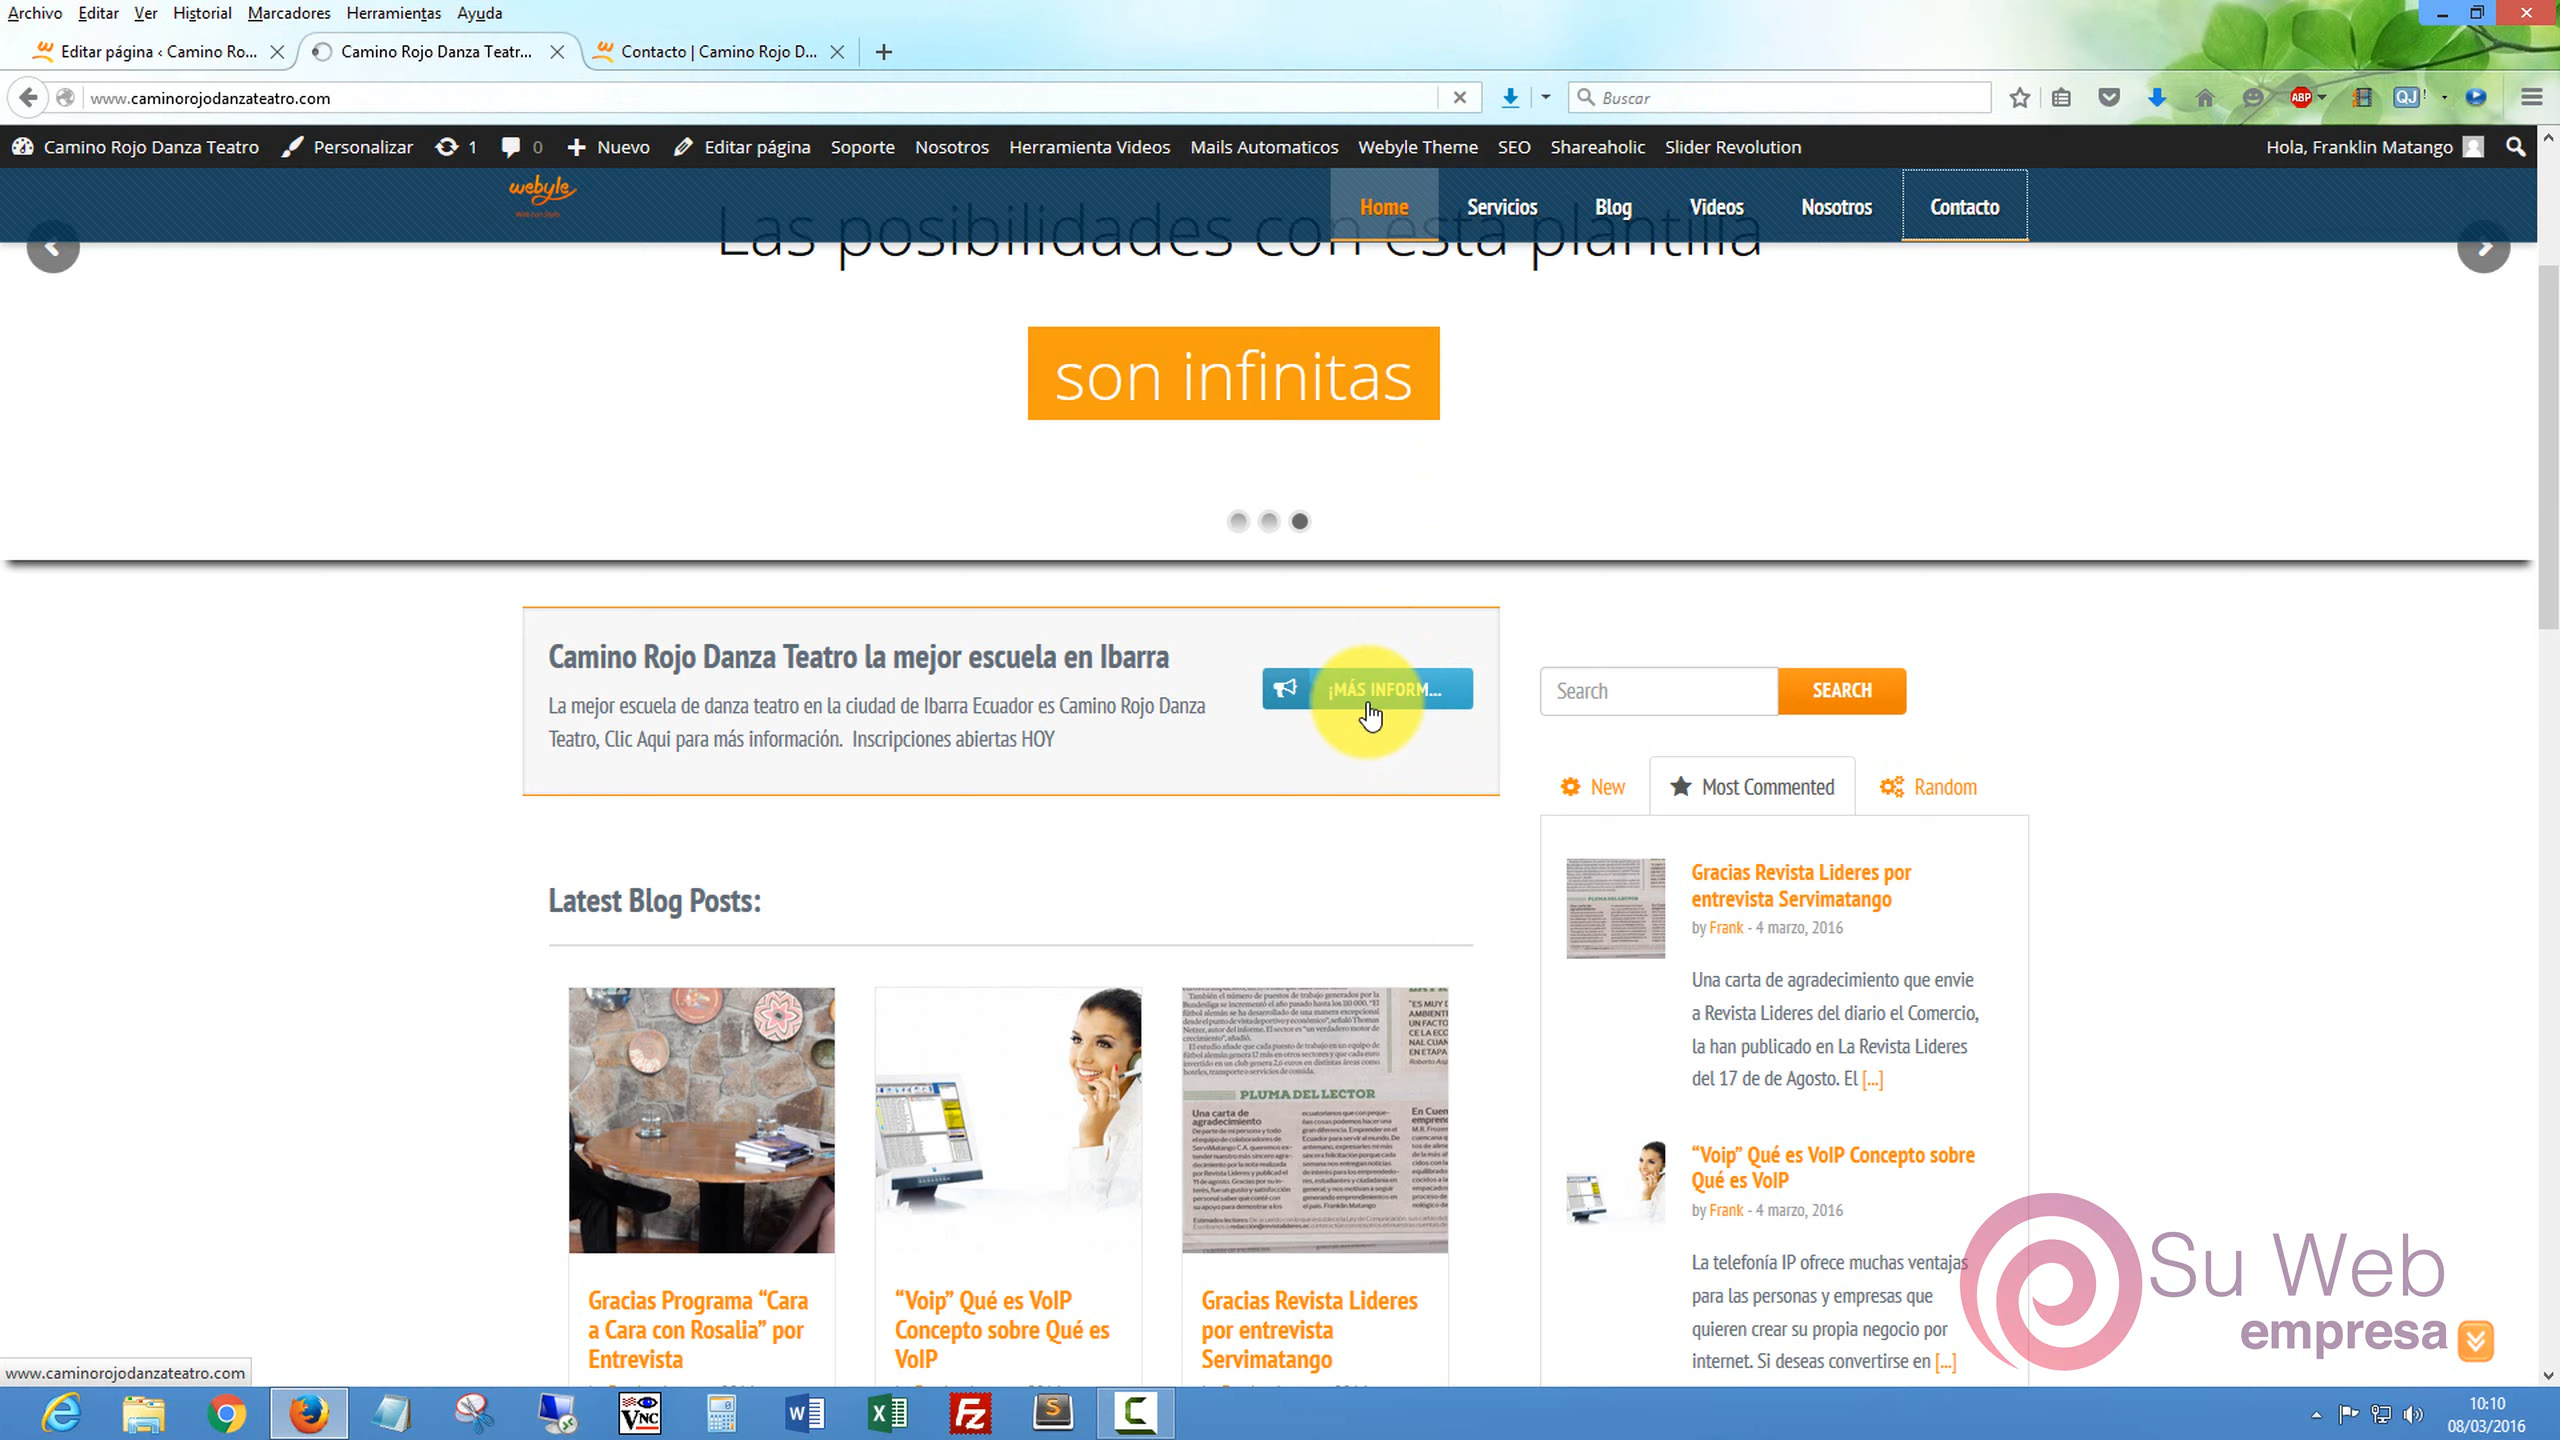 Archivo Editar Ver Historial Marcadores Herramientas Ayuda
Editar página ‹ Camino Ro...
Camino Rojo Danza Teatr...
Contacto | Camino Rojo D...
www.caminorojodanzateatro.com
Buscar
ABP
QJ!
Camino Rojo Danza Teatro Personalizar 1 0 Nuevo Editar página Soporte Nosotros Herramienta Videos Mails Automaticos Webyle Theme SEO Shareaholic Slider Revolution Hola, Franklin Matango
webyle
Home Servicios Blog Videos Nosotros Contacto
Las posibilidades con esta plantilla
son infinitas
Camino Rojo Danza Teatro la mejor escuela en Ibarra
La mejor escuela de danza teatro en la ciudad de Ibarra Ecuador es Camino Rojo Danza
Teatro, Clic Aqui para más información. Inscripciones abiertas HOY
¡MÁS INFORM...
Search SEARCH
New Most Commented Random
Gracias Revista Lideres por
entrevista Servimatango
by Frank - 4 marzo, 2016
Una carta de agradecimiento que envie
a Revista Lideres del diario el Comercio,
la han publicado en La Revista Lideres
del 17 de de Agosto. El [...]
“Voip” Qué es VoIP Concepto sobre
Qué es VoIP
by Frank - 4 marzo, 2016
La telefonía IP ofrece muchas ventajas
para las personas y empresas que
quieren crear su propia negocio por
internet. Si deseas convertirse en [...]
Latest Blog Posts:
PLUMA DEL LECTOR
Una carta de
agradecimiento
Gracias Programa “Cara
a Cara con Rosalia” por
Entrevista
“Voip” Qué es VoIP
Concepto sobre Qué es
VoIP
Gracias Revista Lideres
por entrevista
Servimatango
Su Web
empresa
www.caminorojodanzateatro.com
VNC
10:10
08/03/2016